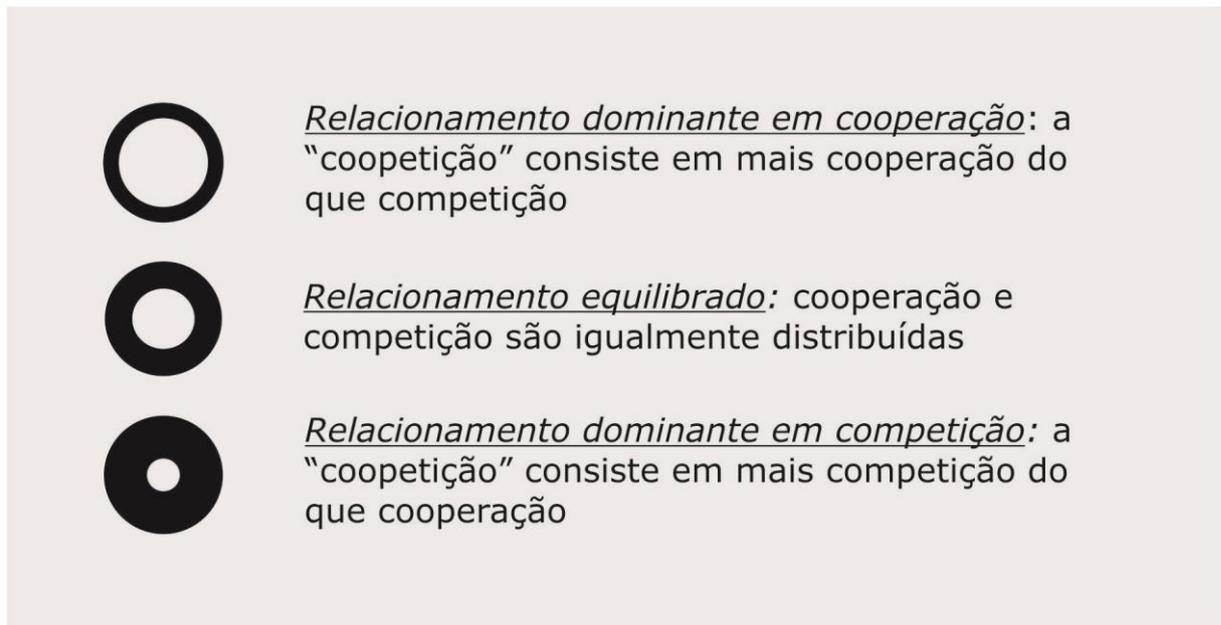 Relacionamento dominante em cooperação: a
“coopetição” consiste em mais cooperação do
que competição
Relacionamento equilibrado: cooperação e
competição são igualmente distribuídas
Relacionamento dominante em competição: a
“coopetição” consiste em mais competição do
que cooperação